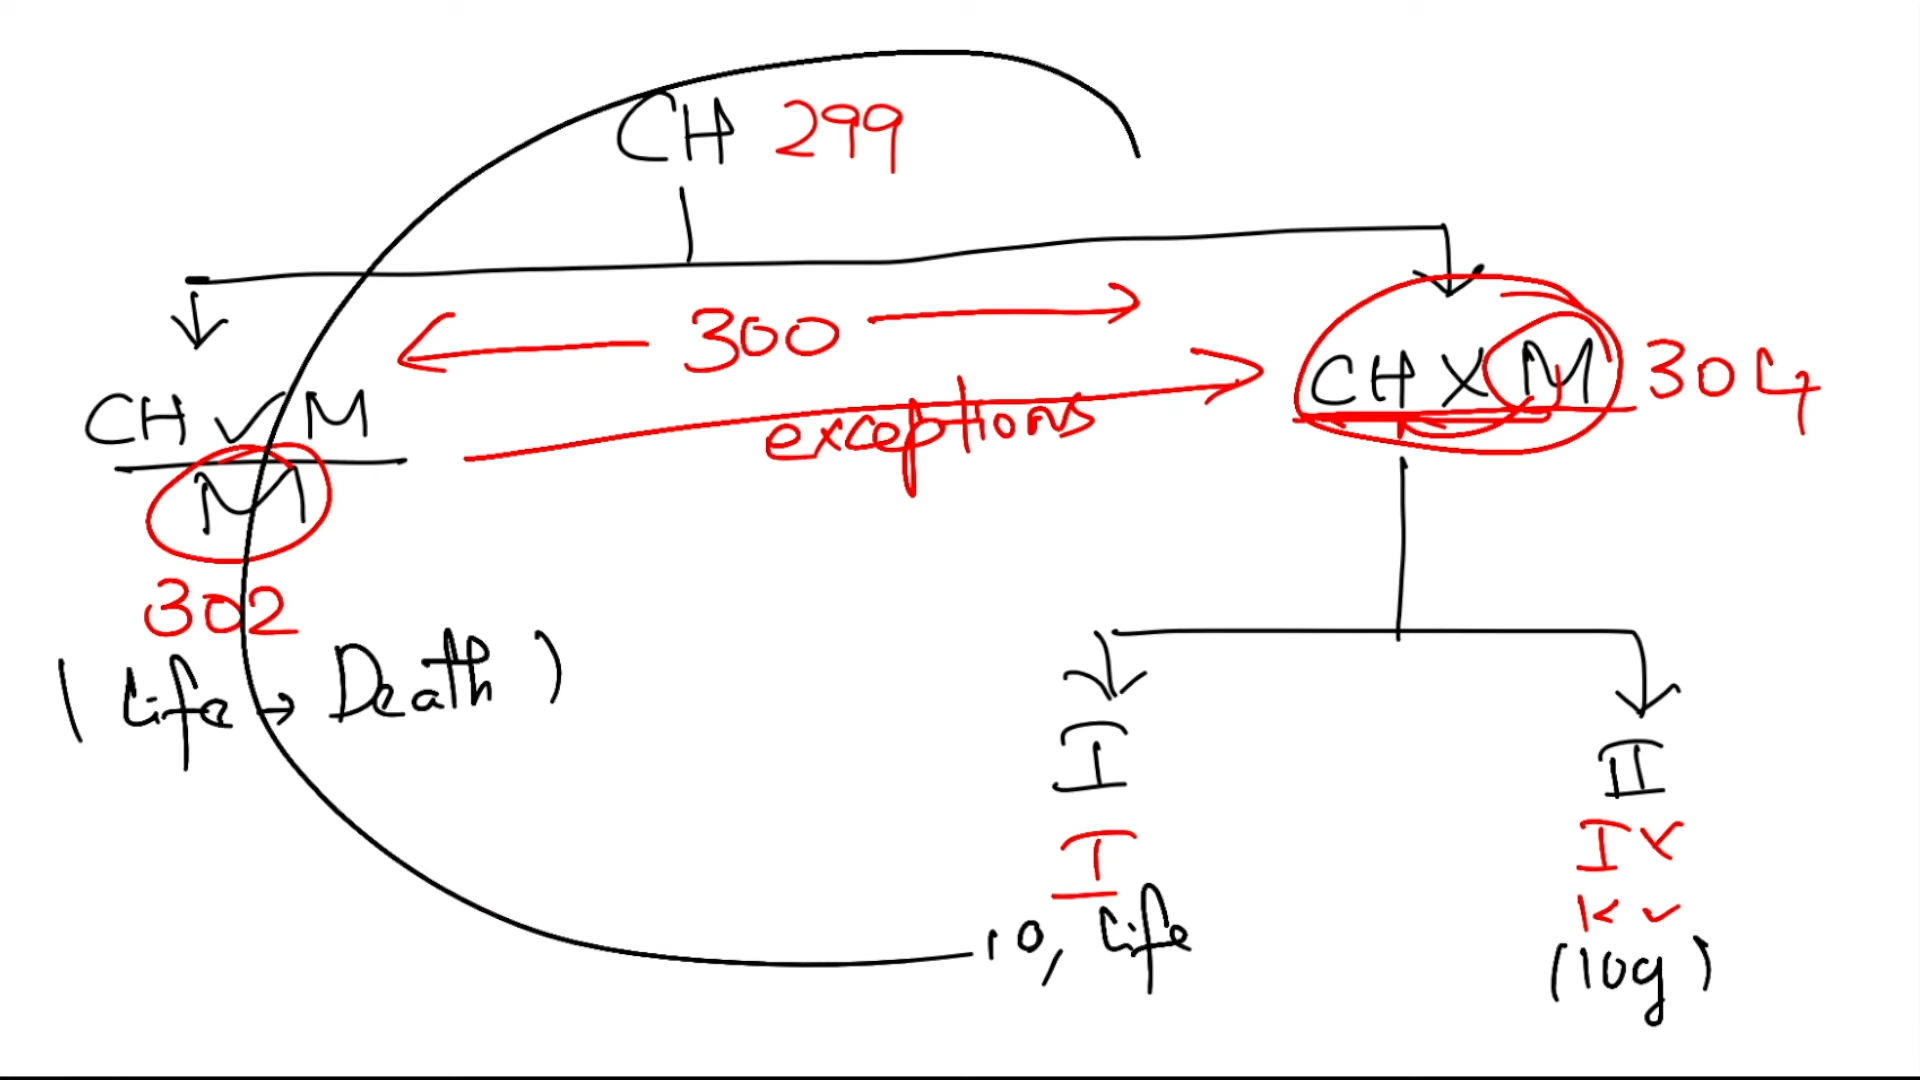 CH 299
300
CH ✓ M
exceptions
CH X M 304
M
302
(Life → Death)
I
II
I
I X
K ✓
10, Life
(10y)